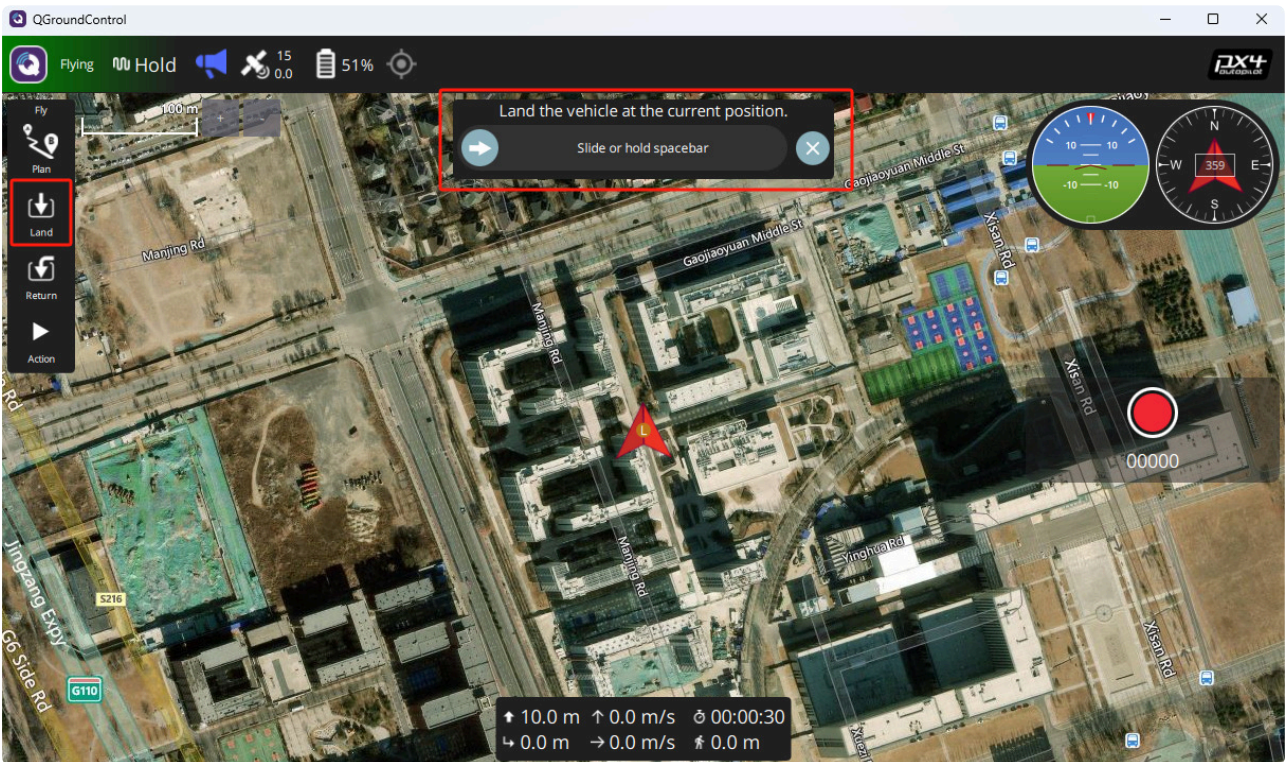 QGroundControl
Flying
Hold
15
0.0
51%
px4
autopilot
Fly
Plan
Land
Return
Action
100 m
Land the vehicle at the current position.
Slide or hold spacebar
10 10
-10 -10
N
W 359 E
S
Gaojiaoyuan Middle St
Gaojiaoyuan Middle St
Manjing Rd
Manjing Rd
Manjing Rd
Xisan Rd
Xisan Rd
Xisan Rd
Yinghua Rd
00000
L
S216
Jingzang Expy
G6 Side Rd
G110
10.0 m 0.0 m/s 00:00:30
0.0 m 0.0 m/s 0.0 m